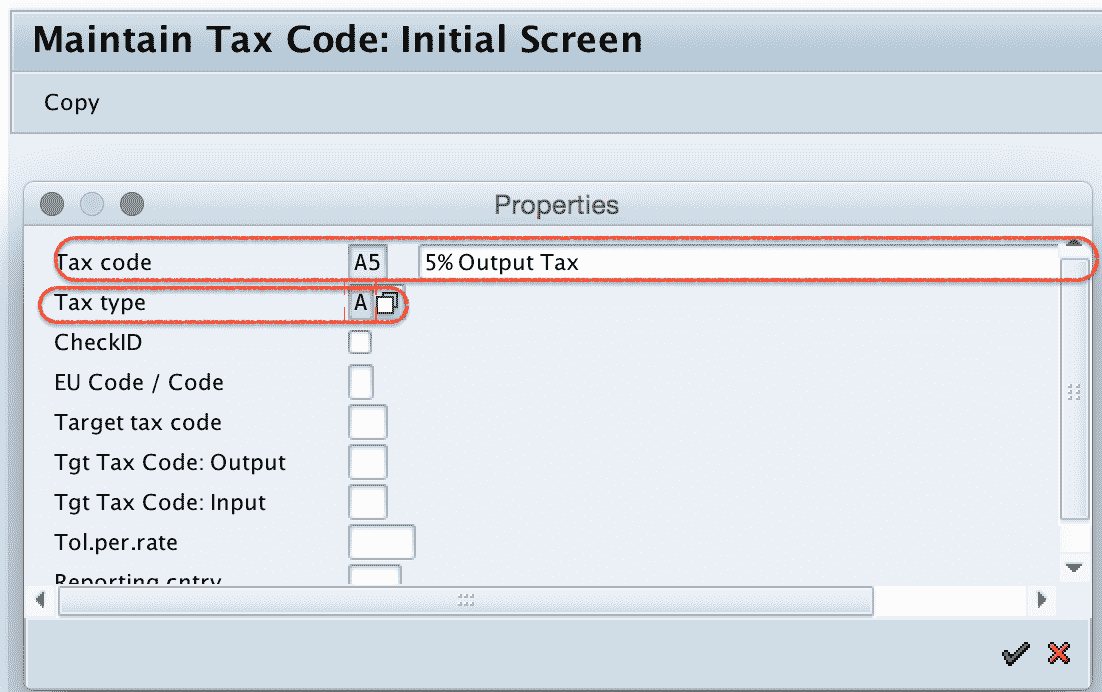 Maintain Tax Code: Initial Screen
Copy
Properties
Tax code A5 5% Output Tax
Tax type A
CheckID
EU Code / Code
Target tax code
Tgt Tax Code: Output
Tgt Tax Code: Input
Tol.per.rate
Reporting cntry